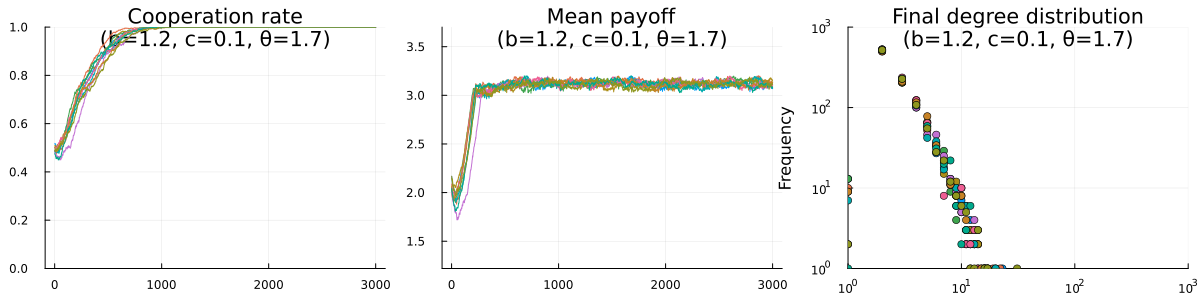 Cooperation rate
(b=1.2, c=0.1, θ=1.7)
1.0
0.8
0.6
0.4
0.2
0.0
0 1000 2000 3000
Mean payoff
(b=1.2, c=0.1, θ=1.7)
3.5
3.0
2.5
2.0
1.5
0 1000 2000 3000
Final degree distribution
(b=1.2, c=0.1, θ=1.7)
Frequency
10³
10²
10¹
10⁰
10⁰ 10¹ 10² 10³